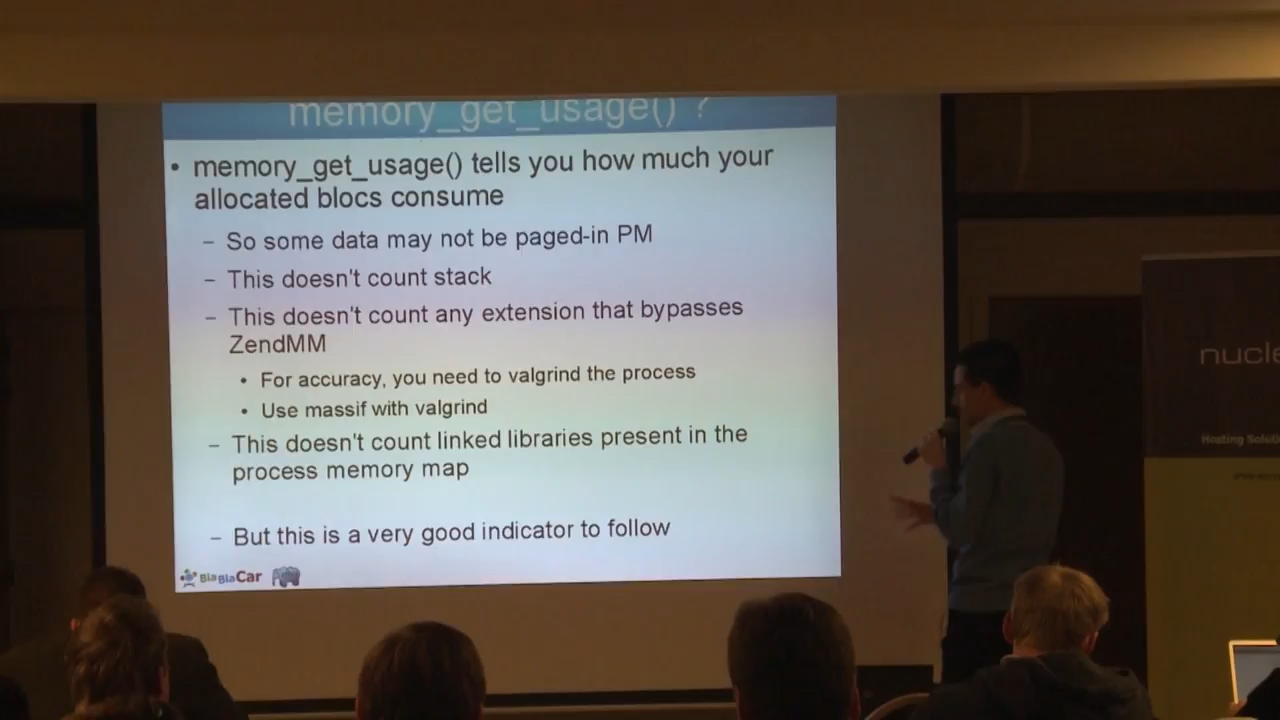 memory_get_usage() ?
• memory_get_usage() tells you how much your
allocated blocs consume
– So some data may not be paged-in PM
– This doesn't count stack
– This doesn't count any extension that bypasses
ZendMM
• For accuracy, you need to valgrind the process
• Use massif with valgrind
– This doesn't count linked libraries present in the
process memory map
– But this is a very good indicator to follow
BlaBlaCar
nucle
Hosting Soluti